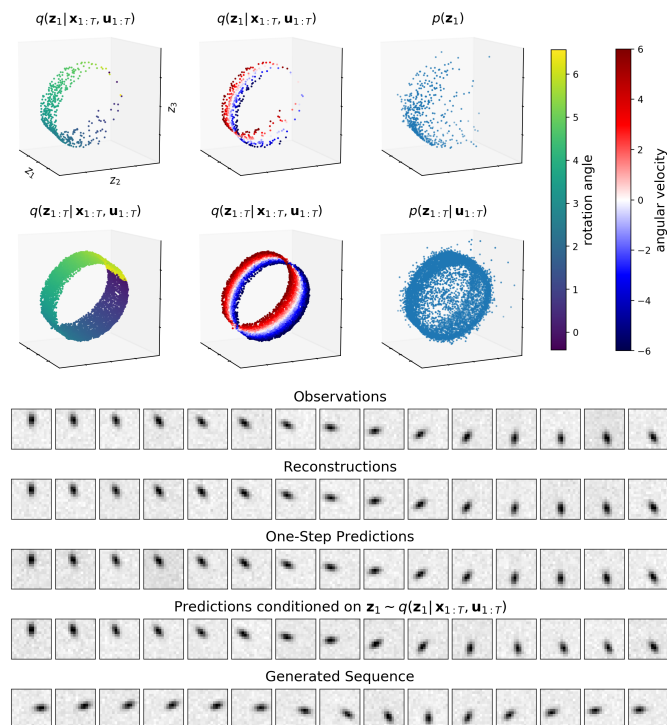 q(z₁| x₁:T, u₁:T)
q(z₁| x₁:T, u₁:T)
p(z₁)
z₁
z₂
z₃
q(z₁:T| x₁:T, u₁:T)
q(z₁:T| x₁:T, u₁:T)
p(z₁:T| u₁:T)
6
5
4
3
2
1
0
rotation angle
6
4
2
0
−2
−4
−6
angular velocity
Observations
Reconstructions
One-Step Predictions
Predictions conditioned on z₁ ~ q(z₁| x₁:T, u₁:T)
Generated Sequence